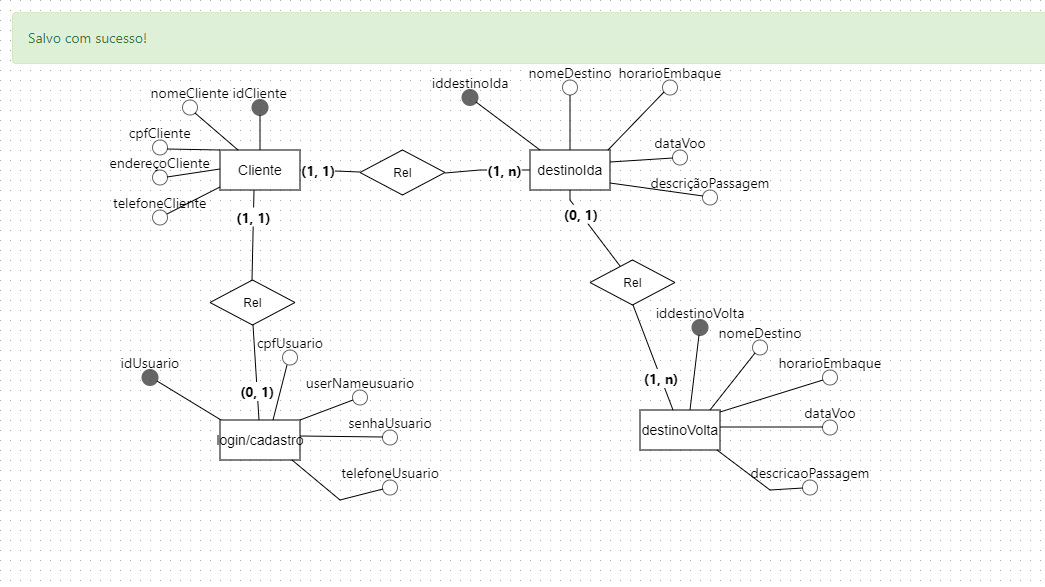 Salvo com sucesso!
nomeCliente
idCliente
cpfCliente
endereçoCliente
telefoneCliente
Cliente
(1, 1)
Rel
(1, n)
iddestinoIda
nomeDestino
horarioEmbaque
destinoIda
dataVoo
descriçãoPassagem
(1, 1)
(0, 1)
Rel
Rel
idUsuario
cpfUsuario
(0, 1)
userNameusuario
senhaUsuario
login/cadastro
telefoneUsuario
iddestinoVolta
nomeDestino
horarioEmbaque
(1, n)
dataVoo
destinoVolta
descricaoPassagem